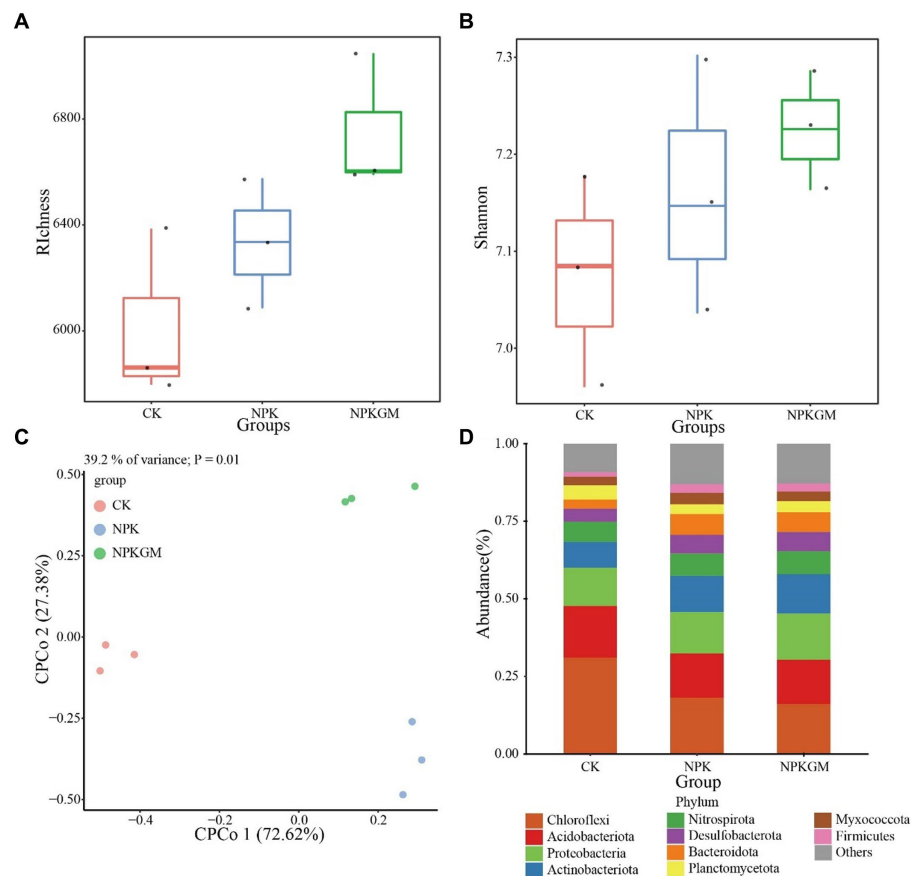 A
RIchness
6800
6400
6000
CK
NPK
NPKGM
Groups
B
Shannon
7.3
7.2
7.1
7.0
CK
NPK
NPKGM
Groups
C
39.2 % of variance; P = 0.01
group
CK
NPK
NPKGM
CPCo 2 (27.38%)
0.50
0.25
0.00
−0.25
−0.50
−0.4
−0.2
0.0
0.2
CPCo 1 (72.62%)
D
Abundance(%)
1.00
0.75
0.50
0.25
0.00
CK
NPK
NPKGM
Group
Phylum
Chloroflexi
Acidobacteriota
Proteobacteria
Actinobacteriota
Nitrospirota
Desulfobacterota
Bacteroidota
Planctomycetota
Myxococcota
Firmicutes
Others